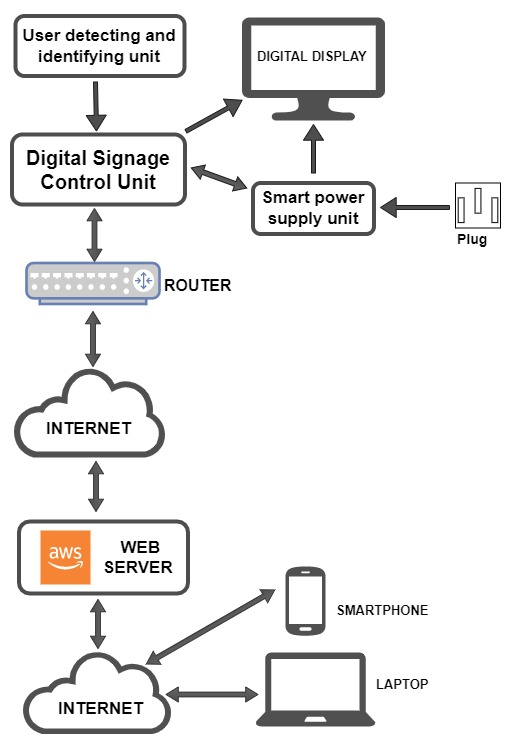 User detecting and
identifying unit
DIGITAL DISPLAY
Digital Signage
Control Unit
Smart power
supply unit
Plug
ROUTER
INTERNET
aws
WEB
SERVER
SMARTPHONE
LAPTOP
INTERNET